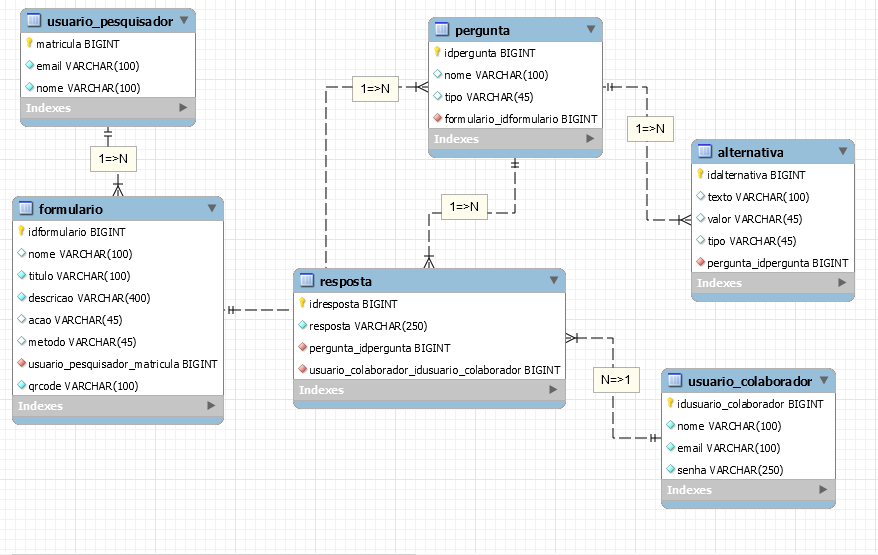 usuario_pesquisador
matricula BIGINT
email VARCHAR(100)
nome VARCHAR(100)
Indexes
1=>N
formulario
idformulario BIGINT
nome VARCHAR(100)
titulo VARCHAR(100)
descricao VARCHAR(400)
acao VARCHAR(45)
metodo VARCHAR(45)
usuario_pesquisador_matricula BIGINT
qrcode VARCHAR(100)
Indexes
1=>N
pergunta
idpergunta BIGINT
nome VARCHAR(100)
tipo VARCHAR(45)
formulario_idformulario BIGINT
Indexes
1=>N
1=>N
alternativa
idalternativa BIGINT
texto VARCHAR(100)
valor VARCHAR(45)
tipo VARCHAR(45)
pergunta_idpergunta BIGINT
Indexes
resposta
idresposta BIGINT
resposta VARCHAR(250)
pergunta_idpergunta BIGINT
usuario_colaborador_idusuario_colaborador BIGINT
Indexes
N=>1
usuario_colaborador
idusuario_colaborador BIGINT
nome VARCHAR(100)
email VARCHAR(100)
senha VARCHAR(250)
Indexes